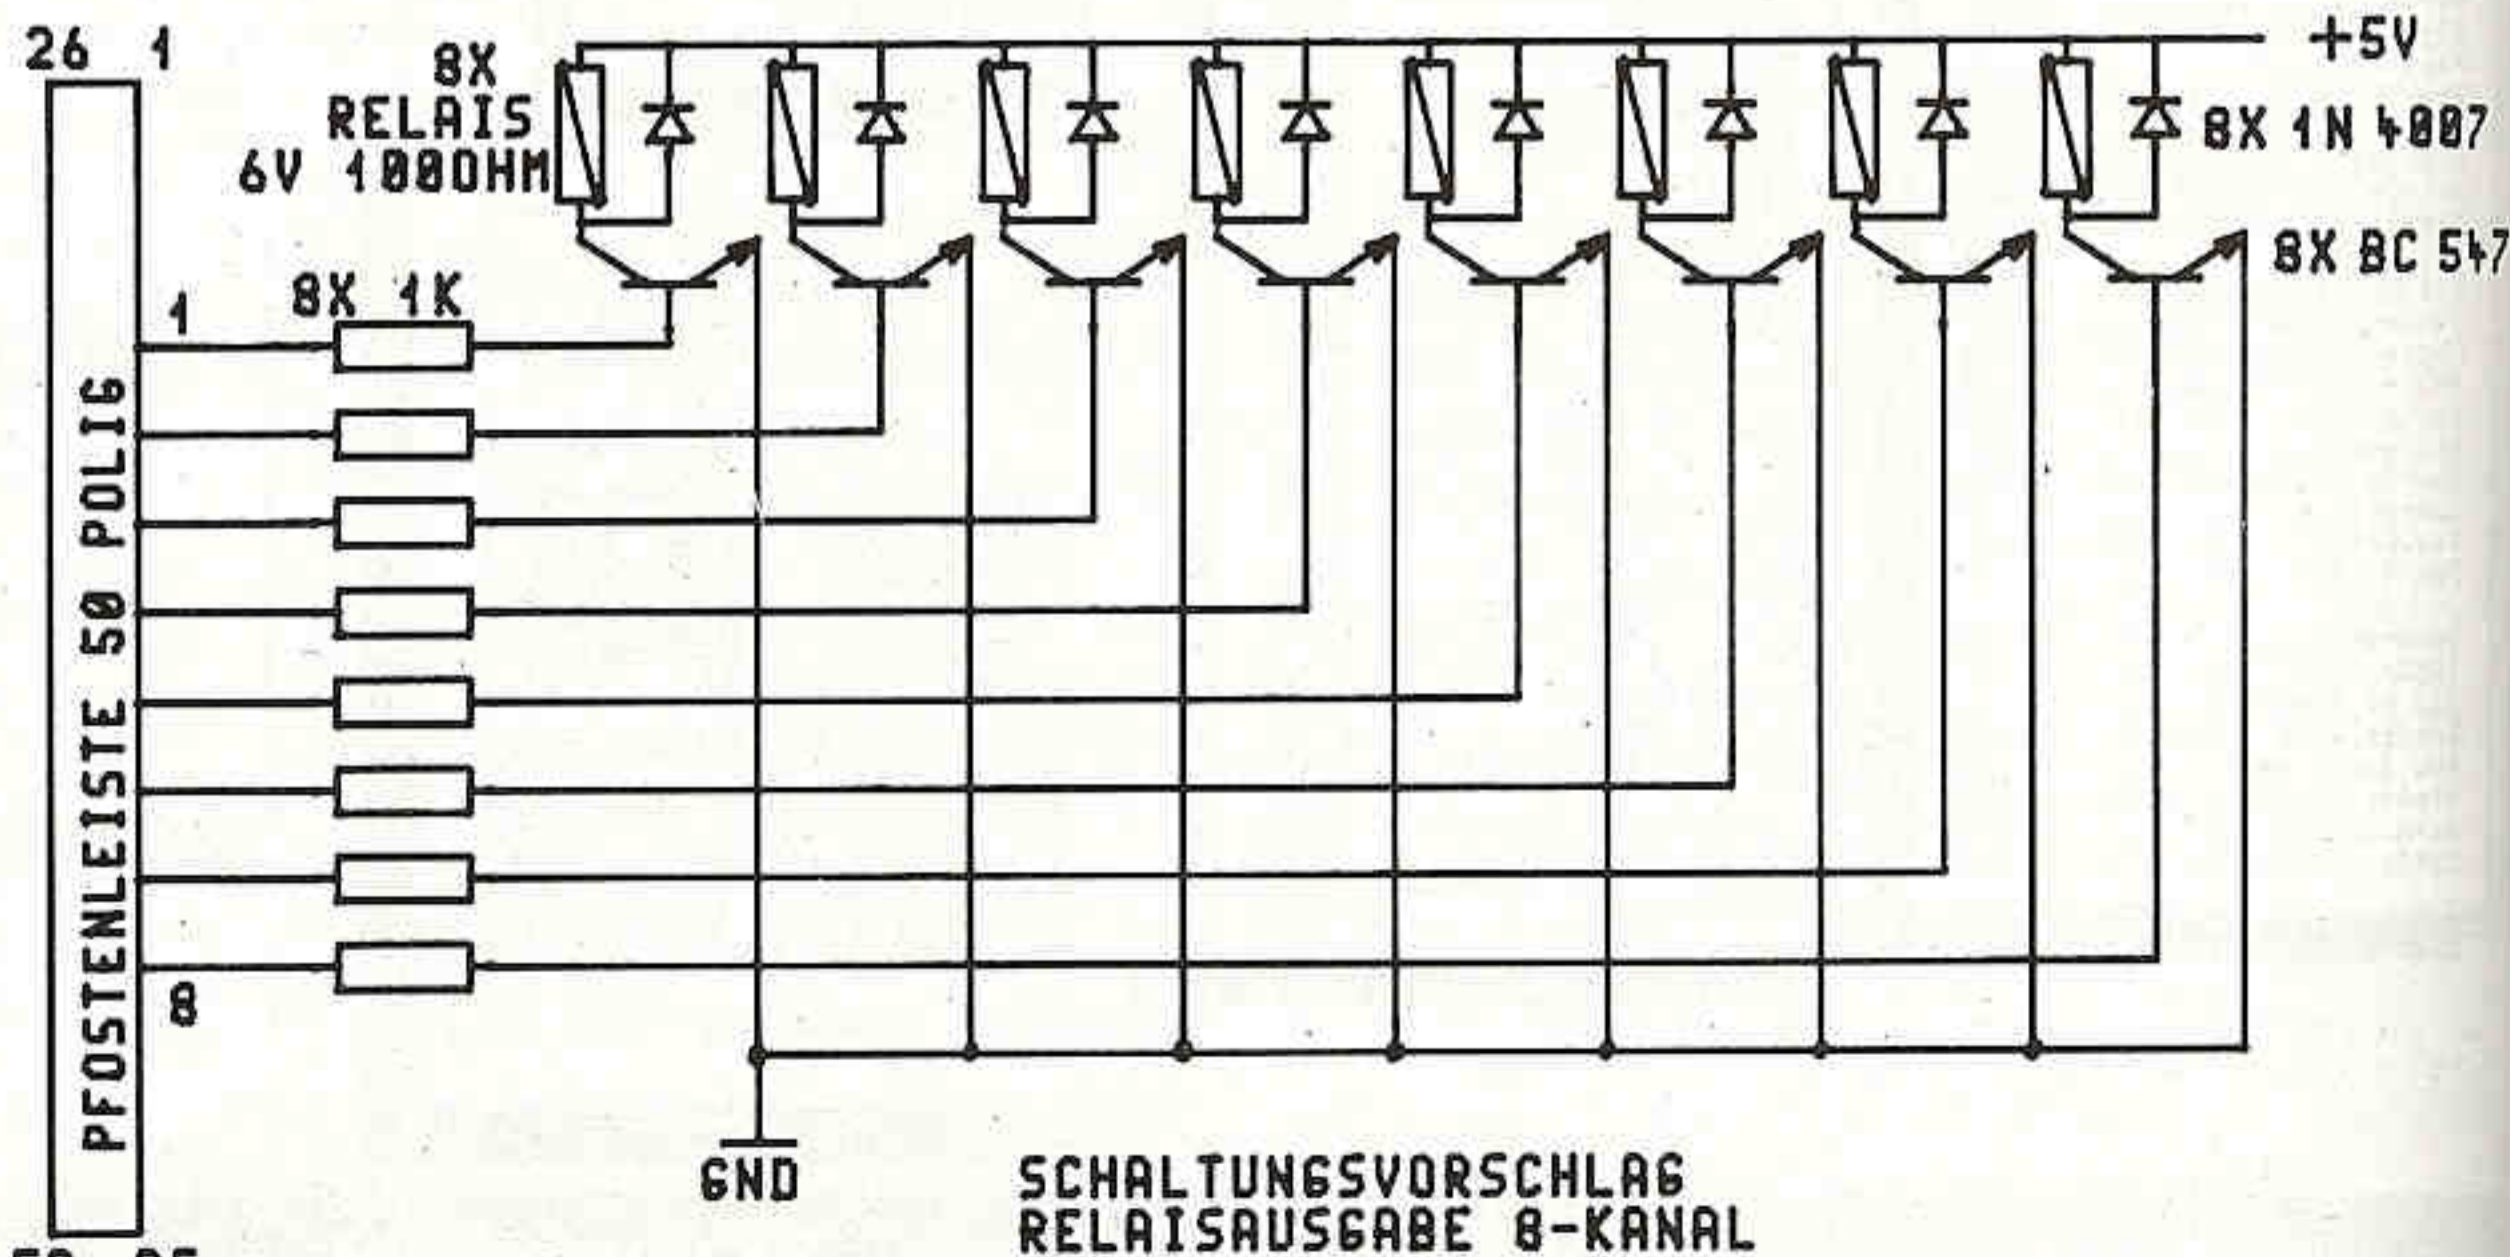 26 1
8X
RELAIS
6V 100OHM
+5V
8X 1N 4007
8X BC 547
8X 1K
1
PFOSTENLEISTE 50 POLIG
8
GND
SCHALTUNGSVORSCHLAG
RELAISAUSGABE 8-KANAL